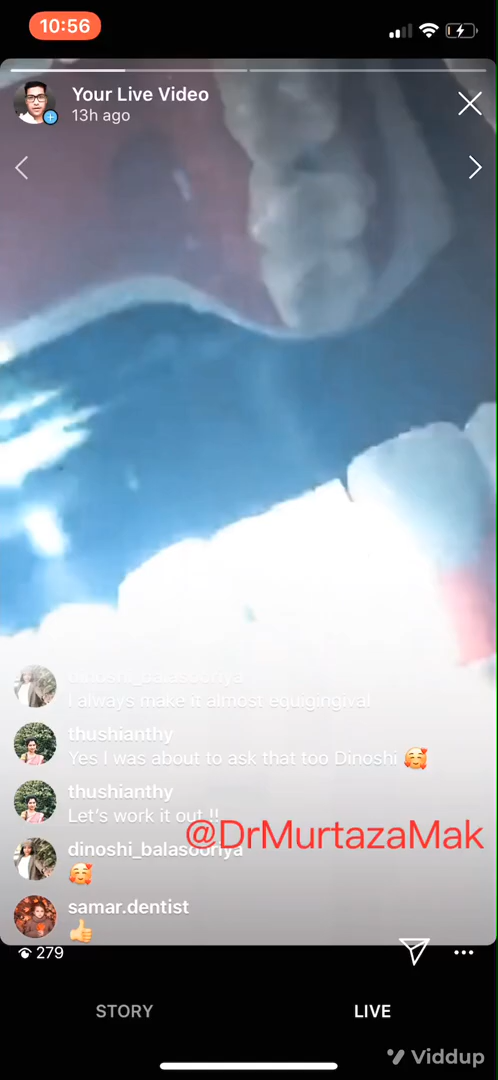 10:56
Your Live Video
13h ago
dinoshi_balasooriya
I always make it almost equigingival
thushianthy
Yes I was about to ask that too Dinoshi 🥰
thushianthy
Let's work it out !!
@DrMurtazaMak
dinoshi_balasooriya
🥰
samar.dentist
👍
279
STORY
LIVE
Viddup